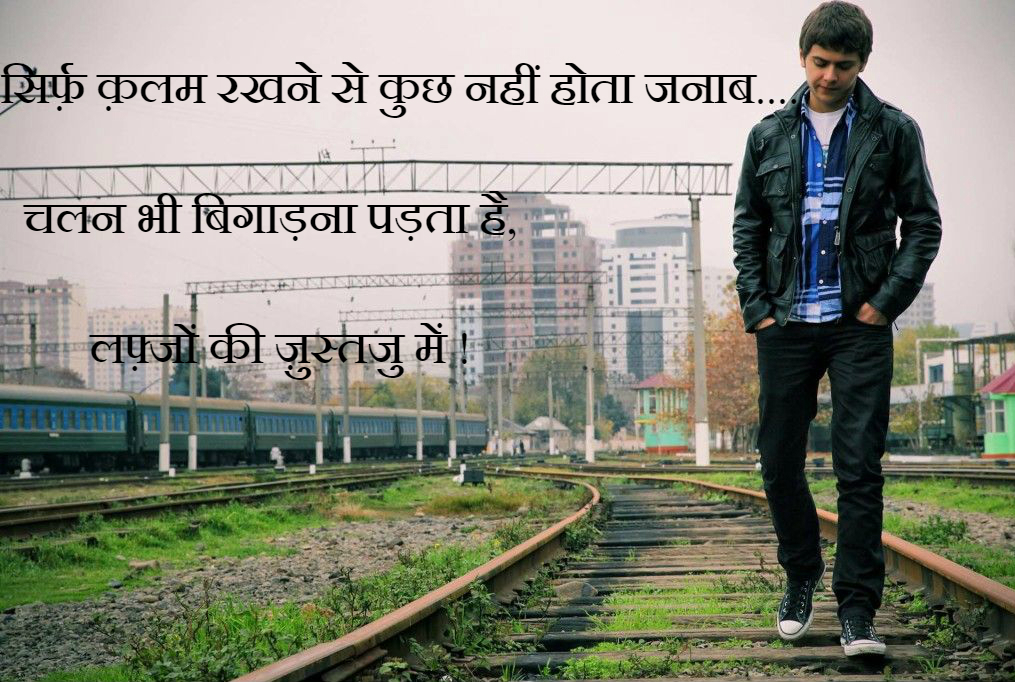 सिर्फ़ क़लम रखने से कुछ नहीं होता जनाब....
चलन भी बिगाड़ना पड़ता है,
लफ़्जों की ज़ुस्तजु में !